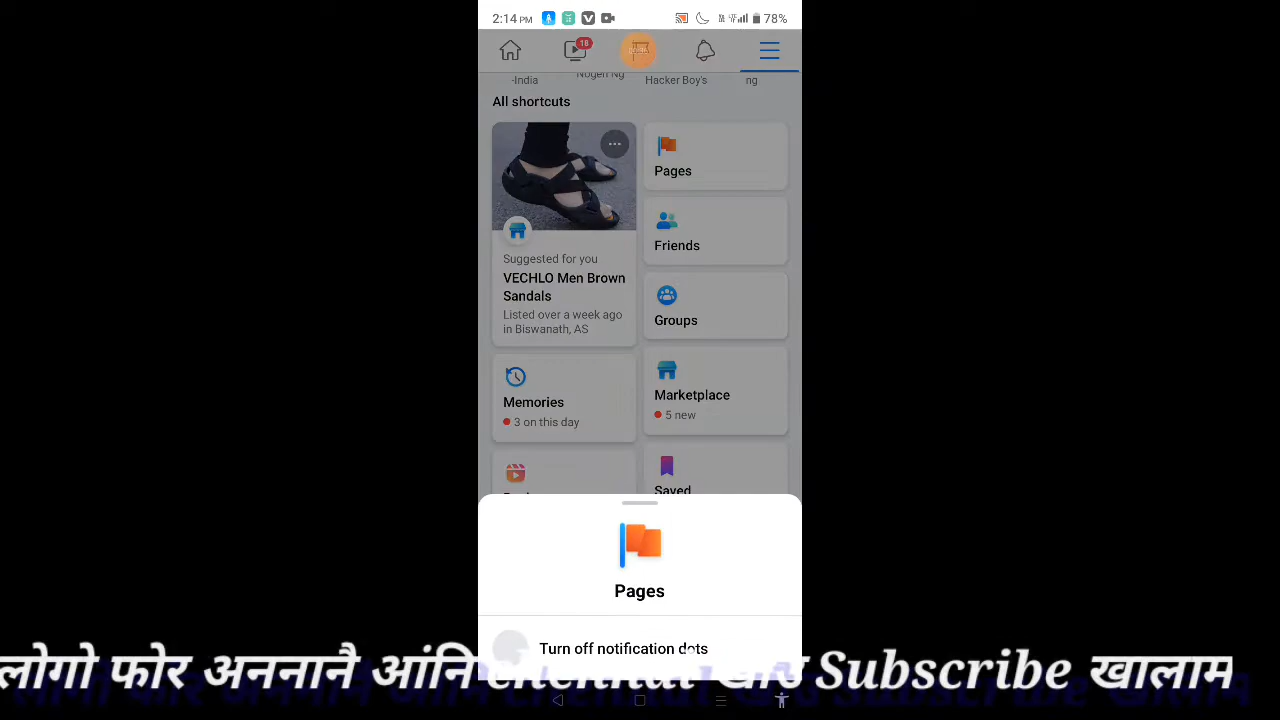 2:14 PM
78%
18
-India
Nogen Ng
Hacker Boy's
ng
All shortcuts
Pages
Friends
Suggested for you
VECHLO Men Brown
Sandals
Listed over a week ago
in Biswanath, AS
Groups
Memories
3 on this day
Marketplace
5 new
Saved
Pages
Turn off notification dots
लोगो फोर अननानै आंनि Subscribe खालाम